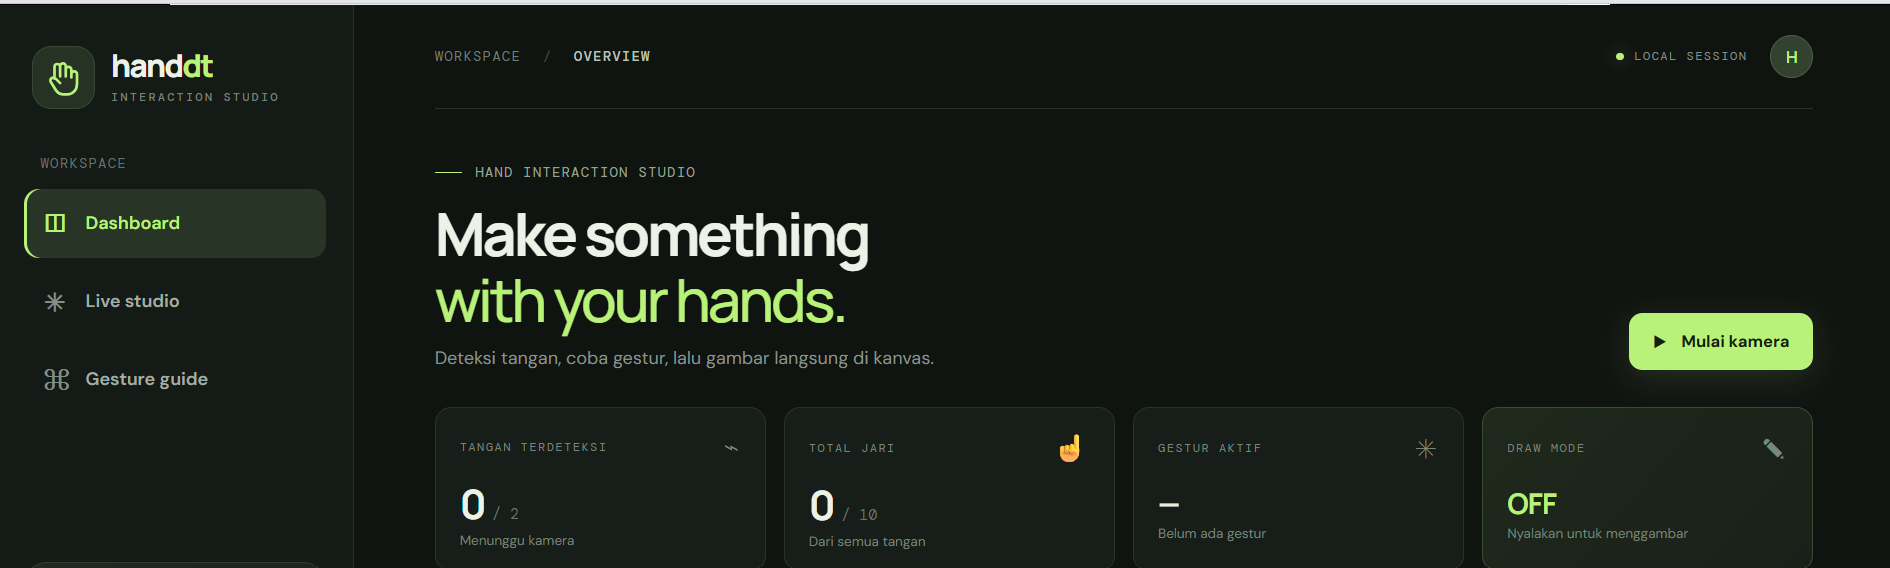 handdt
INTERACTION STUDIO
WORKSPACE
Dashboard
Live studio
Gesture guide
WORKSPACE / OVERVIEW
LOCAL SESSION
H
HAND INTERACTION STUDIO
Make something
with your hands.
Deteksi tangan, coba gestur, lalu gambar langsung di kanvas.
Mulai kamera
TANGAN TERDETEKSI
0 / 2
Menunggu kamera
TOTAL JARI
0 / 10
Dari semua tangan
GESTUR AKTIF
—
Belum ada gestur
DRAW MODE
OFF
Nyalakan untuk menggambar